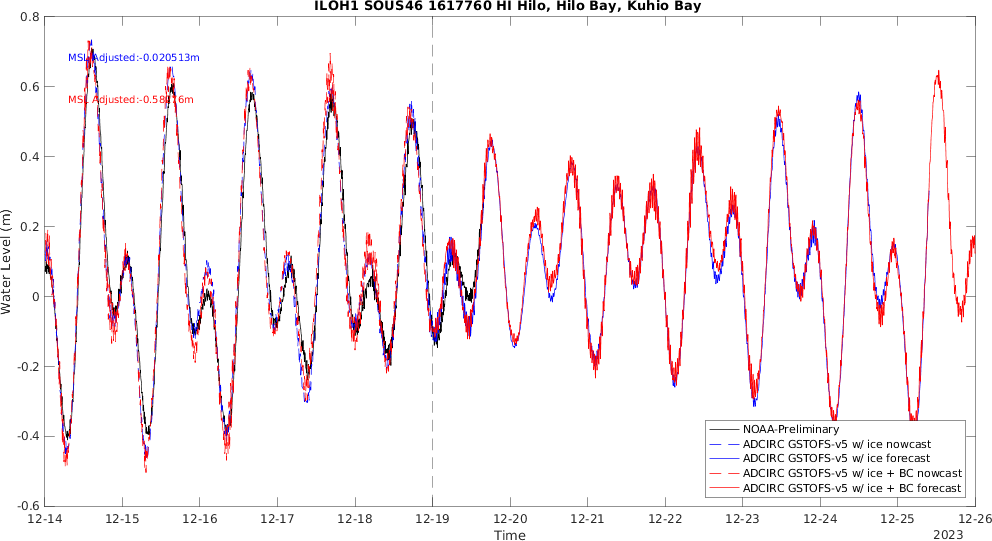 ILOH1 SOUS46 1617760 HI Hilo, Hilo Bay, Kuhio Bay
0.8
0.6
0.4
0.2
0
-0.2
-0.4
-0.6
Water Level (m)
MSL Adjusted:-0.020513m
MSL
NOAA-Preliminary
ADCIRC GSTOFS-v5 w/ ice nowcast
ADCIRC GSTOFS-v5 w/ ice forecast
ADCIRC GSTOFS-v5 w/ ice + BC nowcast
ADCIRC GSTOFS-v5 w/ ice + BC forecast
12-14 12-15 12-16 12-17 12-18 12-19 12-20 12-21 12-22 12-23 12-24 12-25 12-26
Time
2023